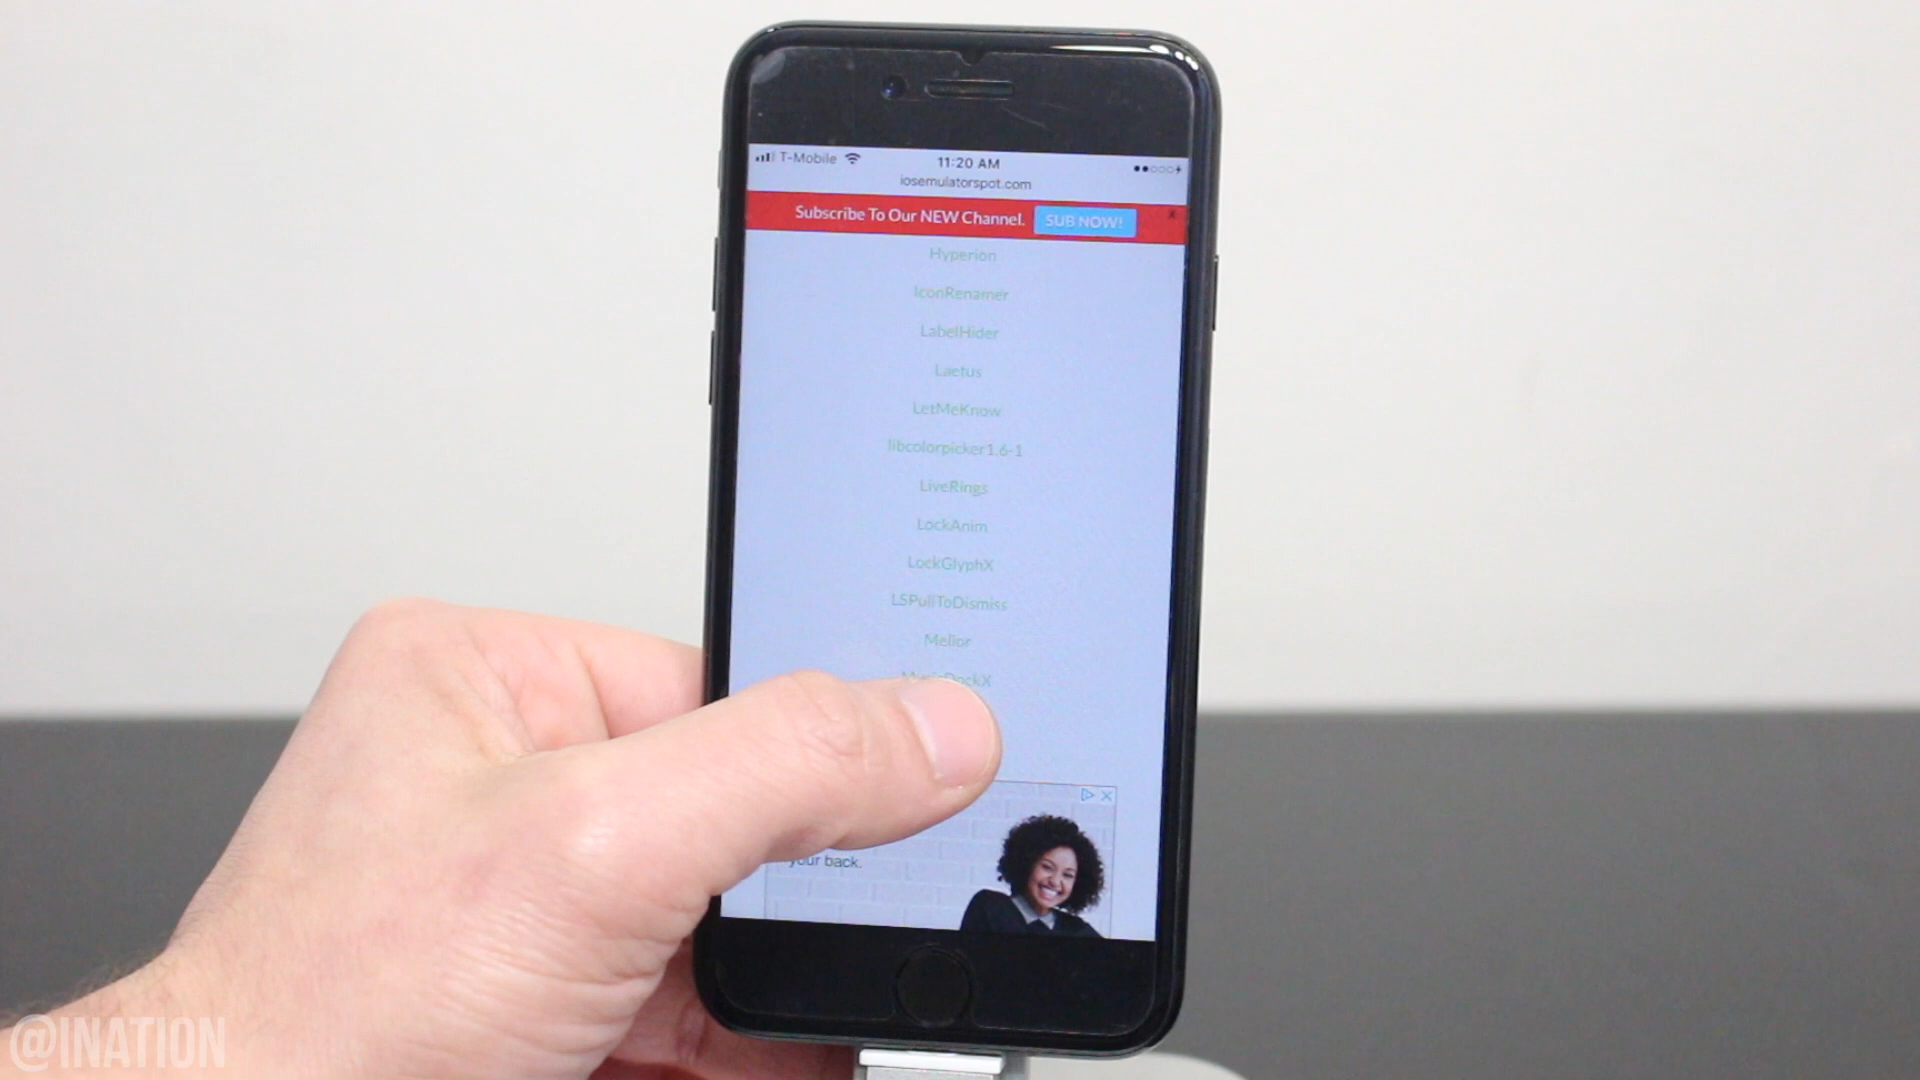 T-Mobile
11:20 AM
iosemulatorspot.com
Subscribe To Our NEW Channel. SUB NOW! X
Hyperion
IconRenamer
LabelHider
Laetus
LetMeKnow
libcolorpicker1.6-1
LiveRings
LockAnim
LockGlyphX
LSPullToDismiss
Melior
MusicDockX
your back.
@INATION